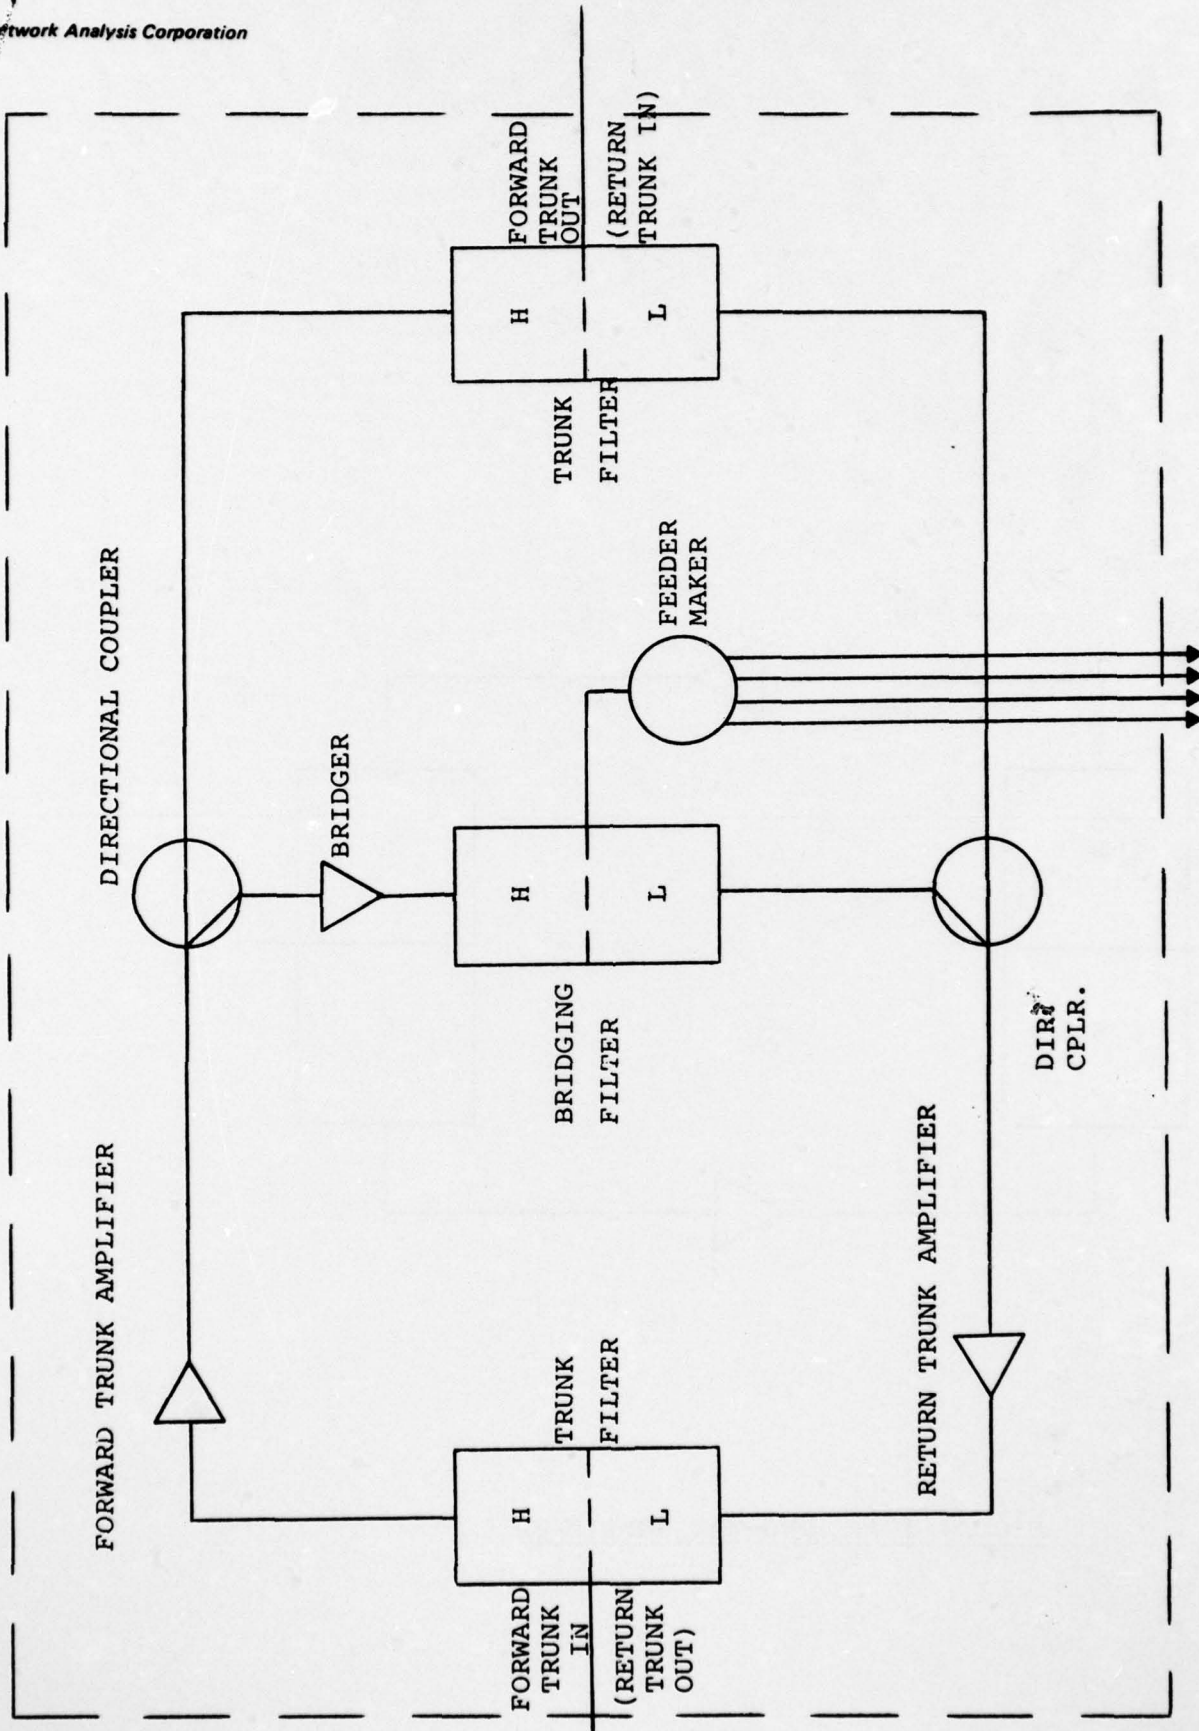 Network Analysis Corporation
FORWARD TRUNK AMPLIFIER
DIRECTIONAL COUPLER
BRIDGER
FORWARD
TRUNK
IN
(RETURN
TRUNK
OUT)
H
L
TRUNK
FILTER
BRIDGING
FILTER
H
L
FEEDER
MAKER
TRUNK
FILTER
H
L
FORWARD
TRUNK
OUT
(RETURN
TRUNK IN)
RETURN TRUNK AMPLIFIER
DIR.
CPLR.